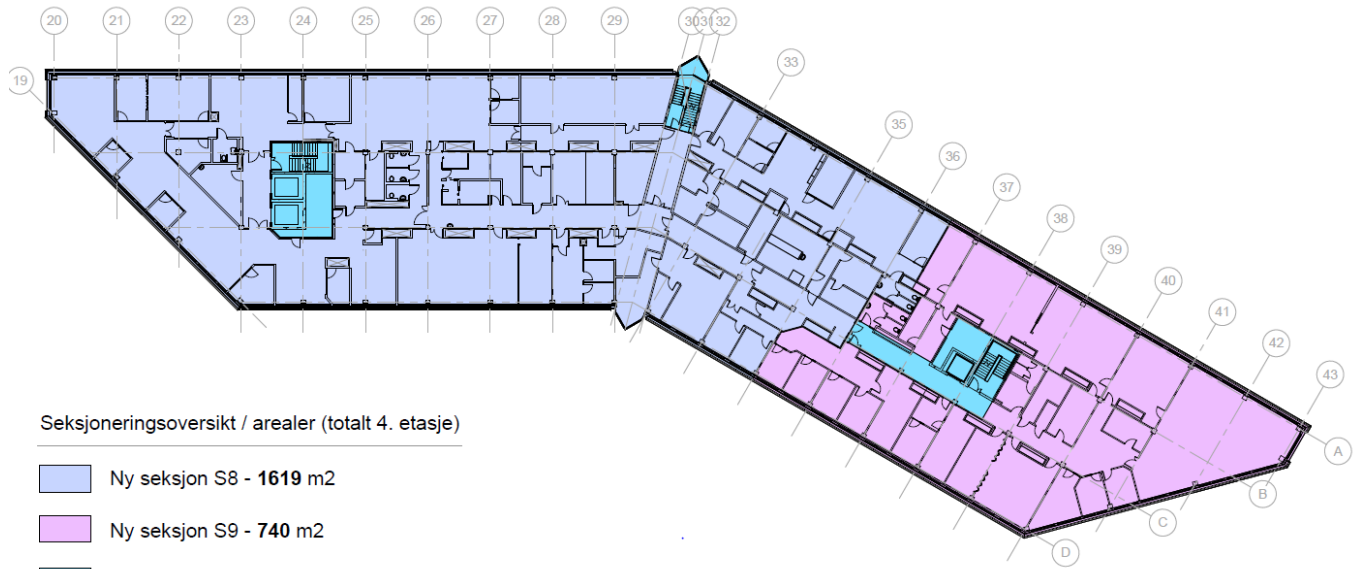 20 21 22 23 24 25 26 27 28 29 30 31 32
33
19
35
36
37
38
39
40
41
42
43
A
B
C
D
Seksjoneringsoversikt / arealer (totalt 4. etasje)
Ny seksjon S8 - 1619 m2
Ny seksjon S9 - 740 m2